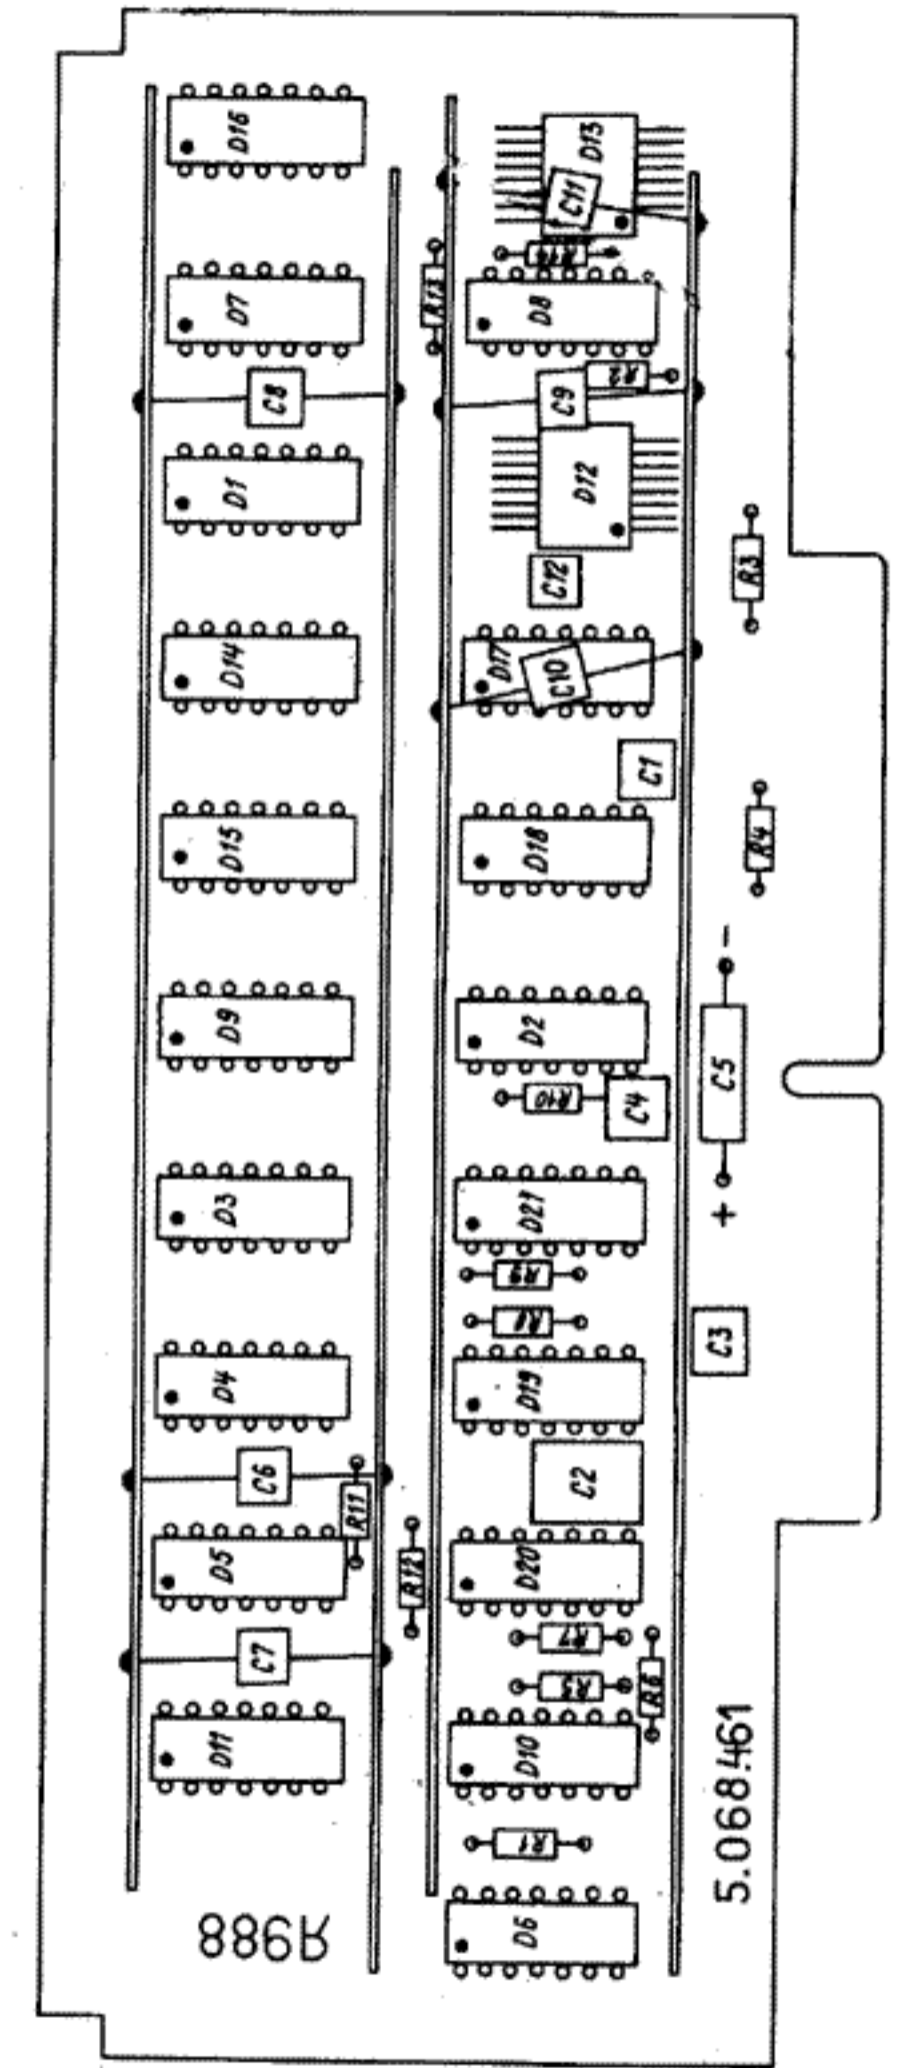 D16
D13
C11
D7
R13
D8
C8
C9
R2
D1
D12
C12
R3
D14
D17
C10
C1
D15
D18
R4
D9
D2
-
R10
C4
C5
D3
D21
+
R9
R8
C3
D4
D19
C6
C2
R11
D5
R12
D20
C7
R7
R5
R6
D11
D10
R1
5.068.461
Я988
D6